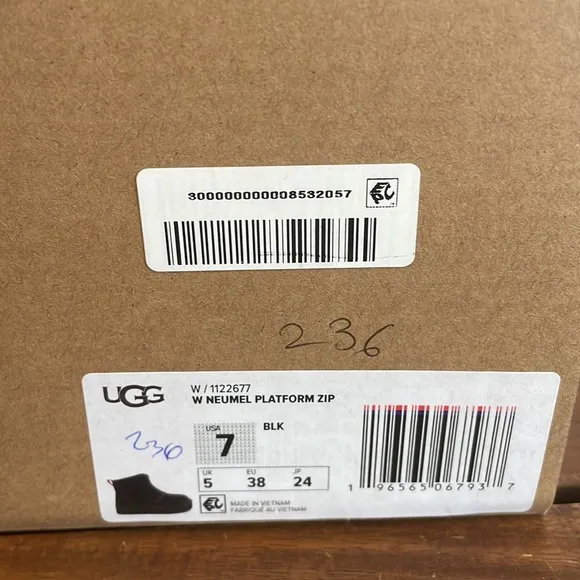 300000000008532057
EPC
236
UGG
W / 1122677
W NEUMEL PLATFORM ZIP
236
USA
7
BLK
UK EU JP
5 38 24
MADE IN VIETNAM
FABRIQUÉ AU VIETNAM
1 96565 06793 7